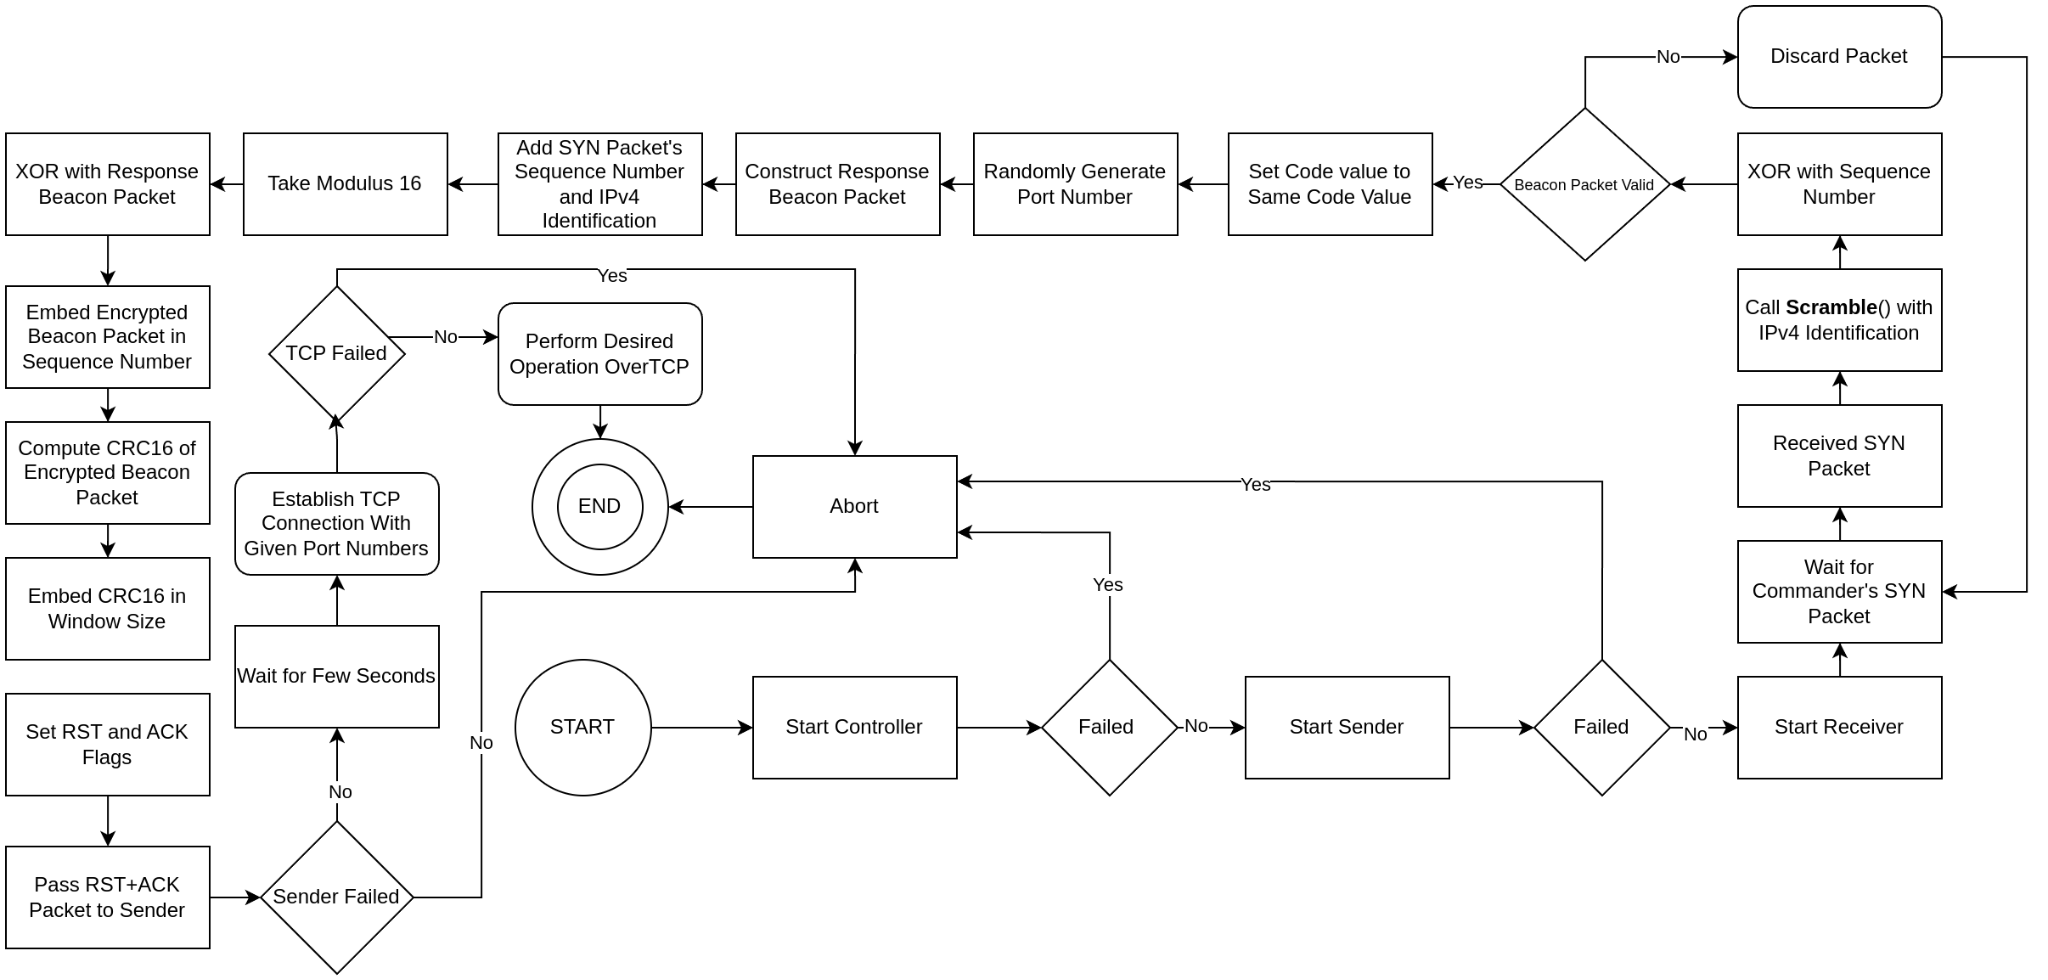 Discard Packet
No
XOR with Response
Beacon Packet
Take Modulus 16
Add SYN Packet's
Sequence Number
and IPv4
Identification
Construct Response
Beacon Packet
Randomly Generate
Port Number
Set Code value to
Same Code Value
Yes
Beacon Packet Valid
XOR with Sequence
Number
Embed Encrypted
Beacon Packet in
Sequence Number
Yes
TCP Failed
No
Perform Desired
Operation OverTCP
Call Scramble() with
IPv4 Identification
Compute CRC16 of
Encrypted Beacon
Packet
Establish TCP
Connection With
Given Port Numbers
END
Abort
Yes
Received SYN
Packet
Embed CRC16 in
Window Size
Yes
Wait for
Commander's SYN
Packet
Wait for Few Seconds
Set RST and ACK
Flags
No
No
START
Start Controller
Failed
No
Start Sender
Failed
No
Start Receiver
Pass RST+ACK
Packet to Sender
Sender Failed